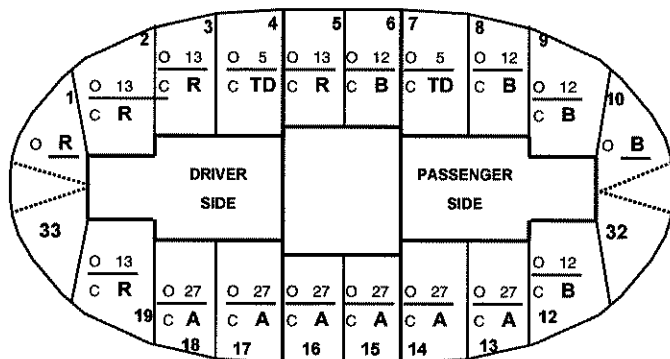 1
O R
2
O 13
C R
3
O 13
C R
4
O 5
C TD
5
O 13
C R
6
O 12
C B
7
O 5
C TD
8
O 12
C B
9
O 12
C B
10
O B
DRIVER
SIDE
PASSENGER
SIDE
33
O 13
C R
19
O 27
C A
18
O 27
C A
17
O 27
C A
16
O 27
C A
15
O 27
C A
14
O 27
C A
13
O 12
C B
12
32